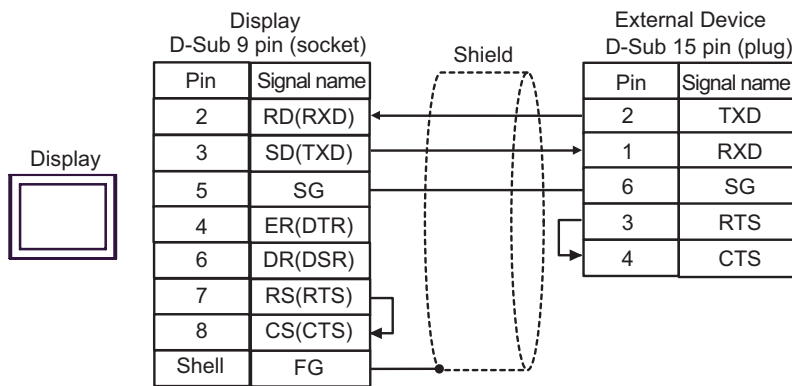 Display
D-Sub 9 pin (socket)
Shield
External Device
D-Sub 15 pin (plug)
Pin Signal name
2 RD(RXD)
3 SD(TXD)
5 SG
4 ER(DTR)
6 DR(DSR)
7 RS(RTS)
8 CS(CTS)
Shell FG
Display
Pin Signal name
2 TXD
1 RXD
6 SG
3 RTS
4 CTS